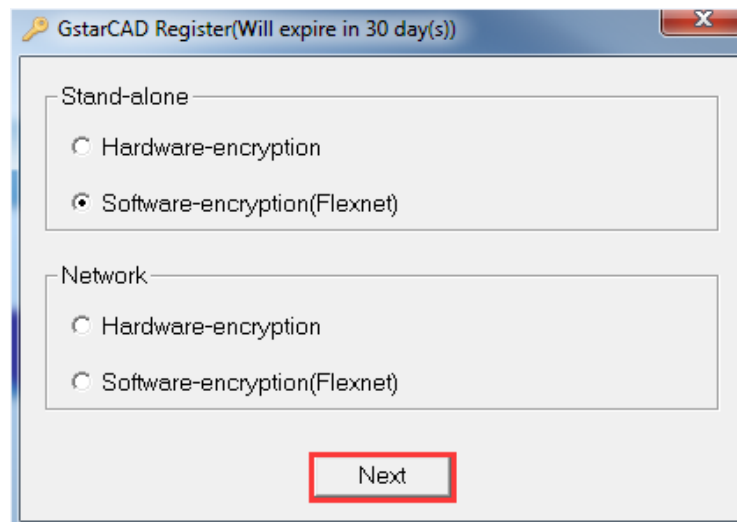 GstarCAD Register(Will expire in 30 day(s))
Stand-alone
Hardware-encryption
Software-encryption(Flexnet)
Network
Hardware-encryption
Software-encryption(Flexnet)
Next